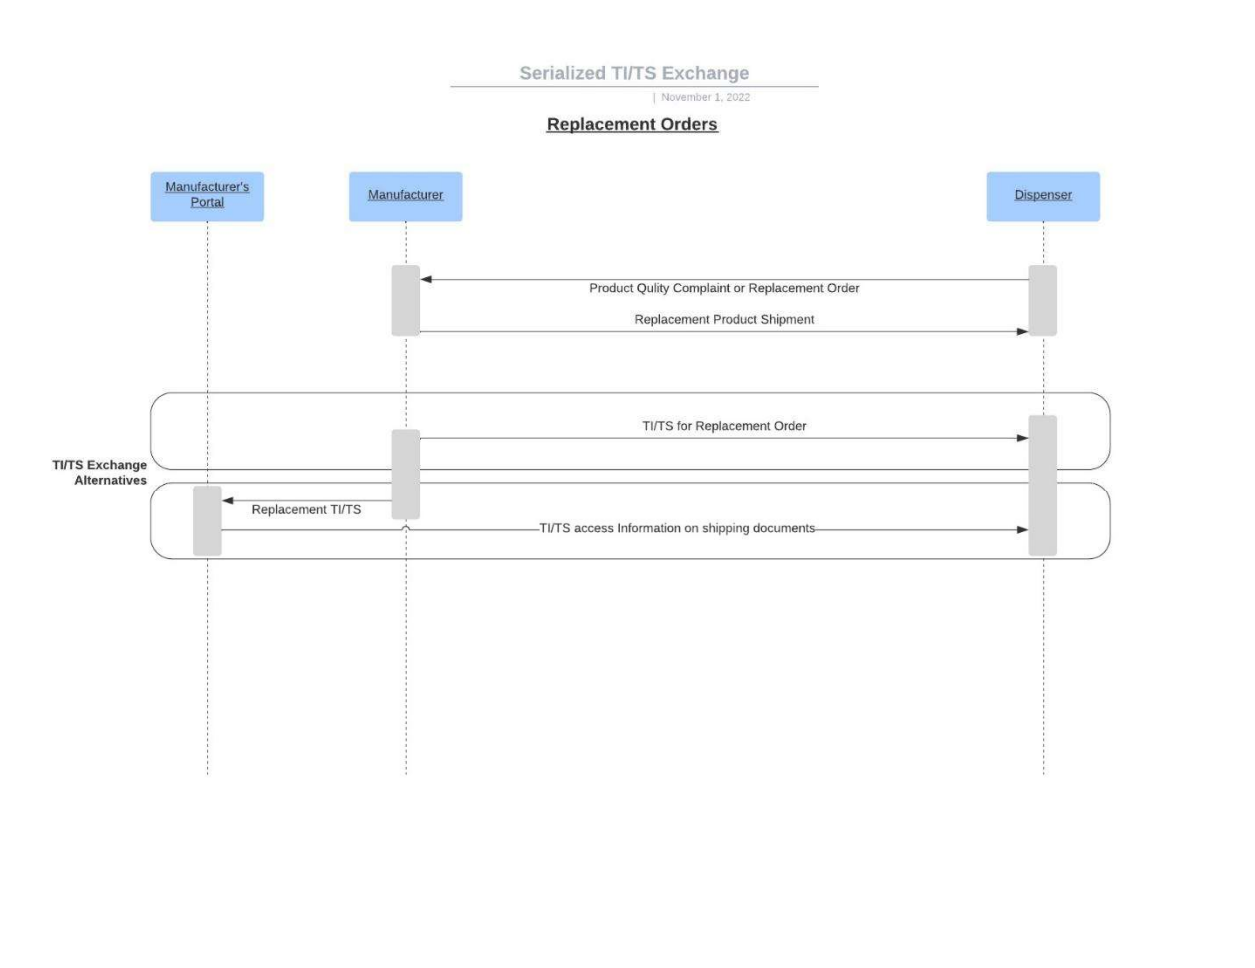 Serialized TI/TS Exchange
| November 1, 2022
Replacement Orders
Manufacturer's
Portal
Manufacturer
Dispenser
Product Qulity Complaint or Replacement Order
Replacement Product Shipment
TI/TS for Replacement Order
TI/TS Exchange
Alternatives
Replacement TI/TS
TI/TS access Information on shipping documents